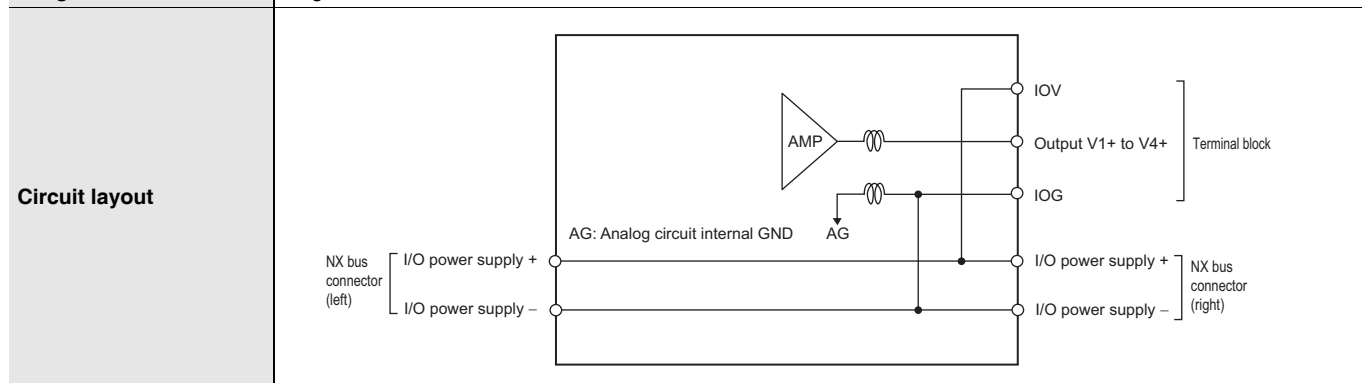 Circuit layout
IOV
AMP
Output V1+ to V4+
Terminal block
IOG
AG: Analog circuit internal GND
AG
NX bus
connector
(left)
I/O power supply +
I/O power supply –
I/O power supply +
I/O power supply –
NX bus
connector
(right)